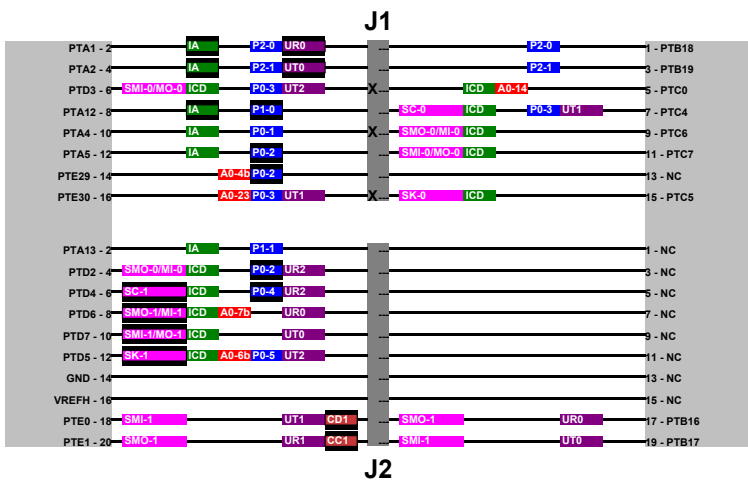 J1
PTA1 - 2 IA P2-0 UR0 --- P2-0 1 - PTB18
PTA2 - 4 IA P2-1 UT0 --- P2-1 3 - PTB19
PTD3 - 6 SMI-0/MO-0 ICD P0-3 UT2 X --- ICD A0-14 5 - PTC0
PTA12 - 8 IA P1-0 --- SC-0 ICD P0-3 UT1 7 - PTC4
PTA4 - 10 IA P0-1 X --- SMO-0/MI-0 ICD 9 - PTC6
PTA5 - 12 IA P0-2 --- SMI-0/MO-0 ICD 11 - PTC7
PTE29 - 14 A0-4b P0-2 --- 13 - NC
PTE30 - 16 A0-23 P0-3 UT1 X --- SK-0 ICD 15 - PTC5
PTA13 - 2 IA P1-1 --- 1 - NC
PTD2 - 4 SMO-0/MI-0 ICD P0-2 UR2 --- 3 - NC
PTD4 - 6 SC-1 ICD P0-4 UR2 --- 5 - NC
PTD6 - 8 SMO-1/MI-1 ICD A0-7b UR0 --- 7 - NC
PTD7 - 10 SMI-1/MO-1 ICD UT0 --- 9 - NC
PTD5 - 12 SK-1 ICD A0-6b P0-5 UT2 --- 11 - NC
GND - 14 --- 13 - NC
VREFH - 16 --- 15 - NC
PTE0 - 18 SMI-1 UT1 CD1 --- SMO-1 UR0 17 - PTB16
PTE1 - 20 SMO-1 UR1 CC1 --- SMI-1 UT0 19 - PTB17
J2